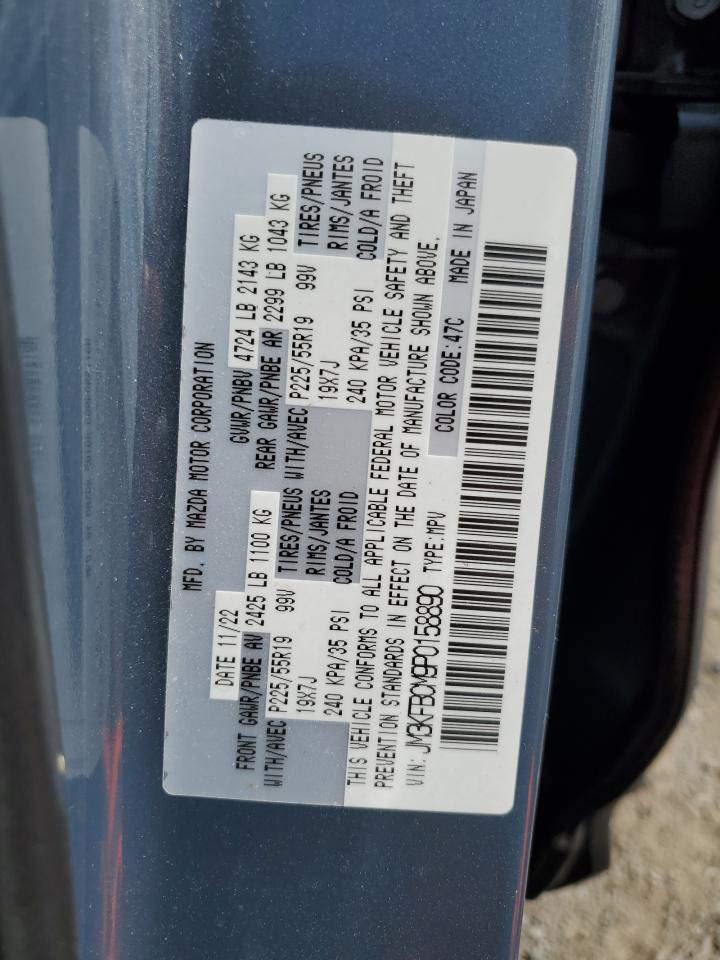 MFD. BY MAZDA MOTOR CORPORATION
DATE 11/22 GVWR/PNBV 4724 LB 2143 KG
FRONT GAWR/PNBE AV 2425 LB 1100 KG REAR GAWR/PNBE AR 2299 LB 1043 KG
WITH/AVEC P225/55R19 99V TIRES/PNEUS WITH/AVEC P225/55R19 99V TIRES/PNEUS
19X7J RIMS/JANTES 19X7J RIMS/JANTES
240 KPA/35 PSI COLD/A FROID 240 KPA/35 PSI COLD/A FROID
THIS VEHICLE CONFORMS TO ALL APPLICABLE FEDERAL MOTOR VEHICLE SAFETY AND THEFT
PREVENTION STANDARDS IN EFFECT ON THE DATE OF MANUFACTURE SHOWN ABOVE.
VIN: JM3KFBCM9P0158890 TYPE:MPV COLOR CODE:47C MADE IN JAPAN